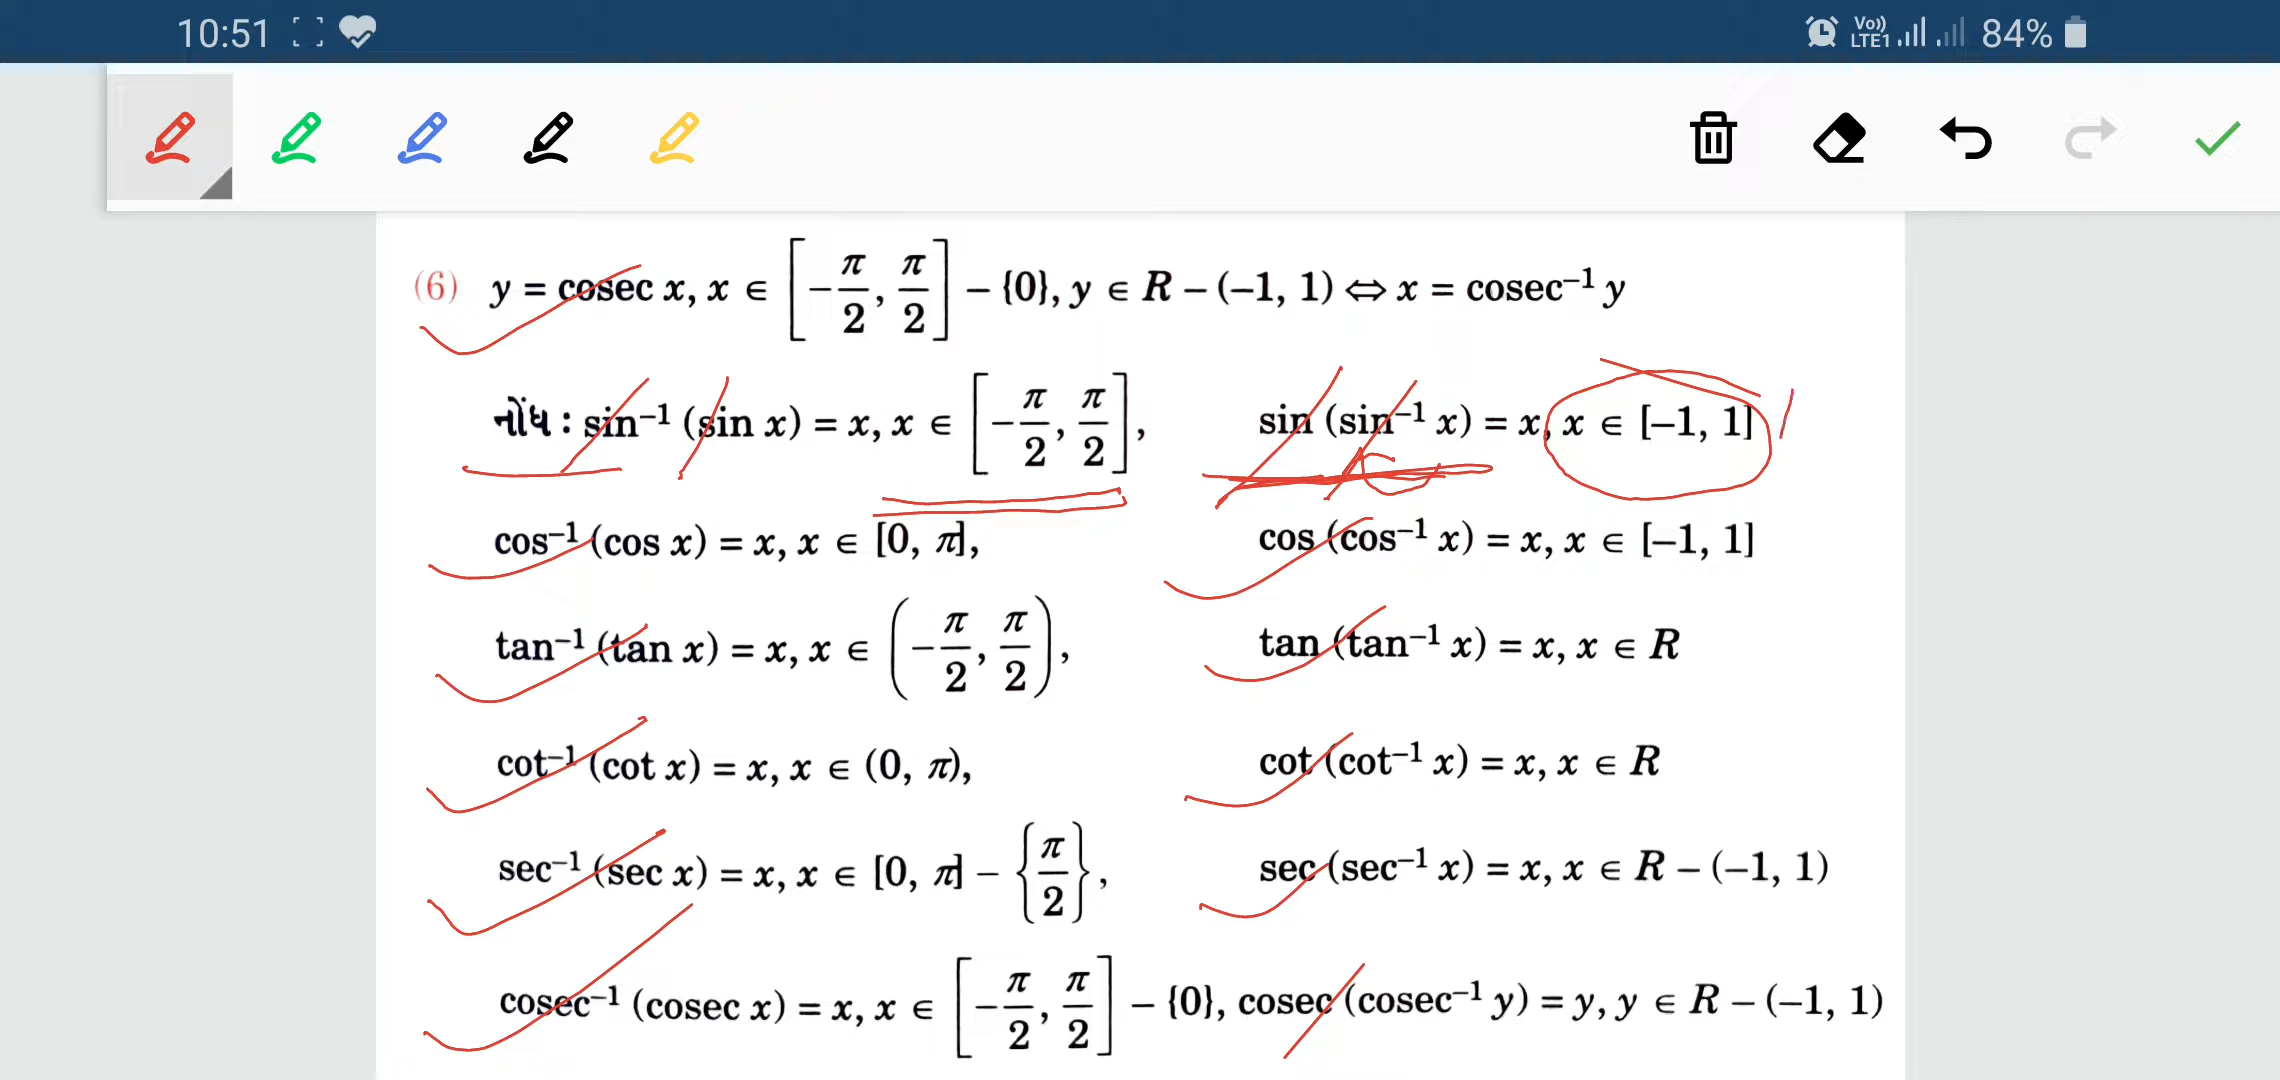 10:51 Vo)) LTE1 84%
(6) y = cosec x, x ∈ [−π/2, π/2] − {0}, y ∈ R − (−1, 1) ⇔ x = cosec⁻¹ y
નોંધ : sin⁻¹ (sin x) = x, x ∈ [−π/2, π/2], sin (sin⁻¹ x) = x, x ∈ [−1, 1]
cos⁻¹ (cos x) = x, x ∈ [0, π], cos (cos⁻¹ x) = x, x ∈ [−1, 1]
tan⁻¹ (tan x) = x, x ∈ (−π/2, π/2), tan (tan⁻¹ x) = x, x ∈ R
cot⁻¹ (cot x) = x, x ∈ (0, π), cot (cot⁻¹ x) = x, x ∈ R
sec⁻¹ (sec x) = x, x ∈ [0, π] − {π/2}, sec (sec⁻¹ x) = x, x ∈ R − (−1, 1)
cosec⁻¹ (cosec x) = x, x ∈ [−π/2, π/2] − {0}, cosec (cosec⁻¹ y) = y, y ∈ R − (−1, 1)